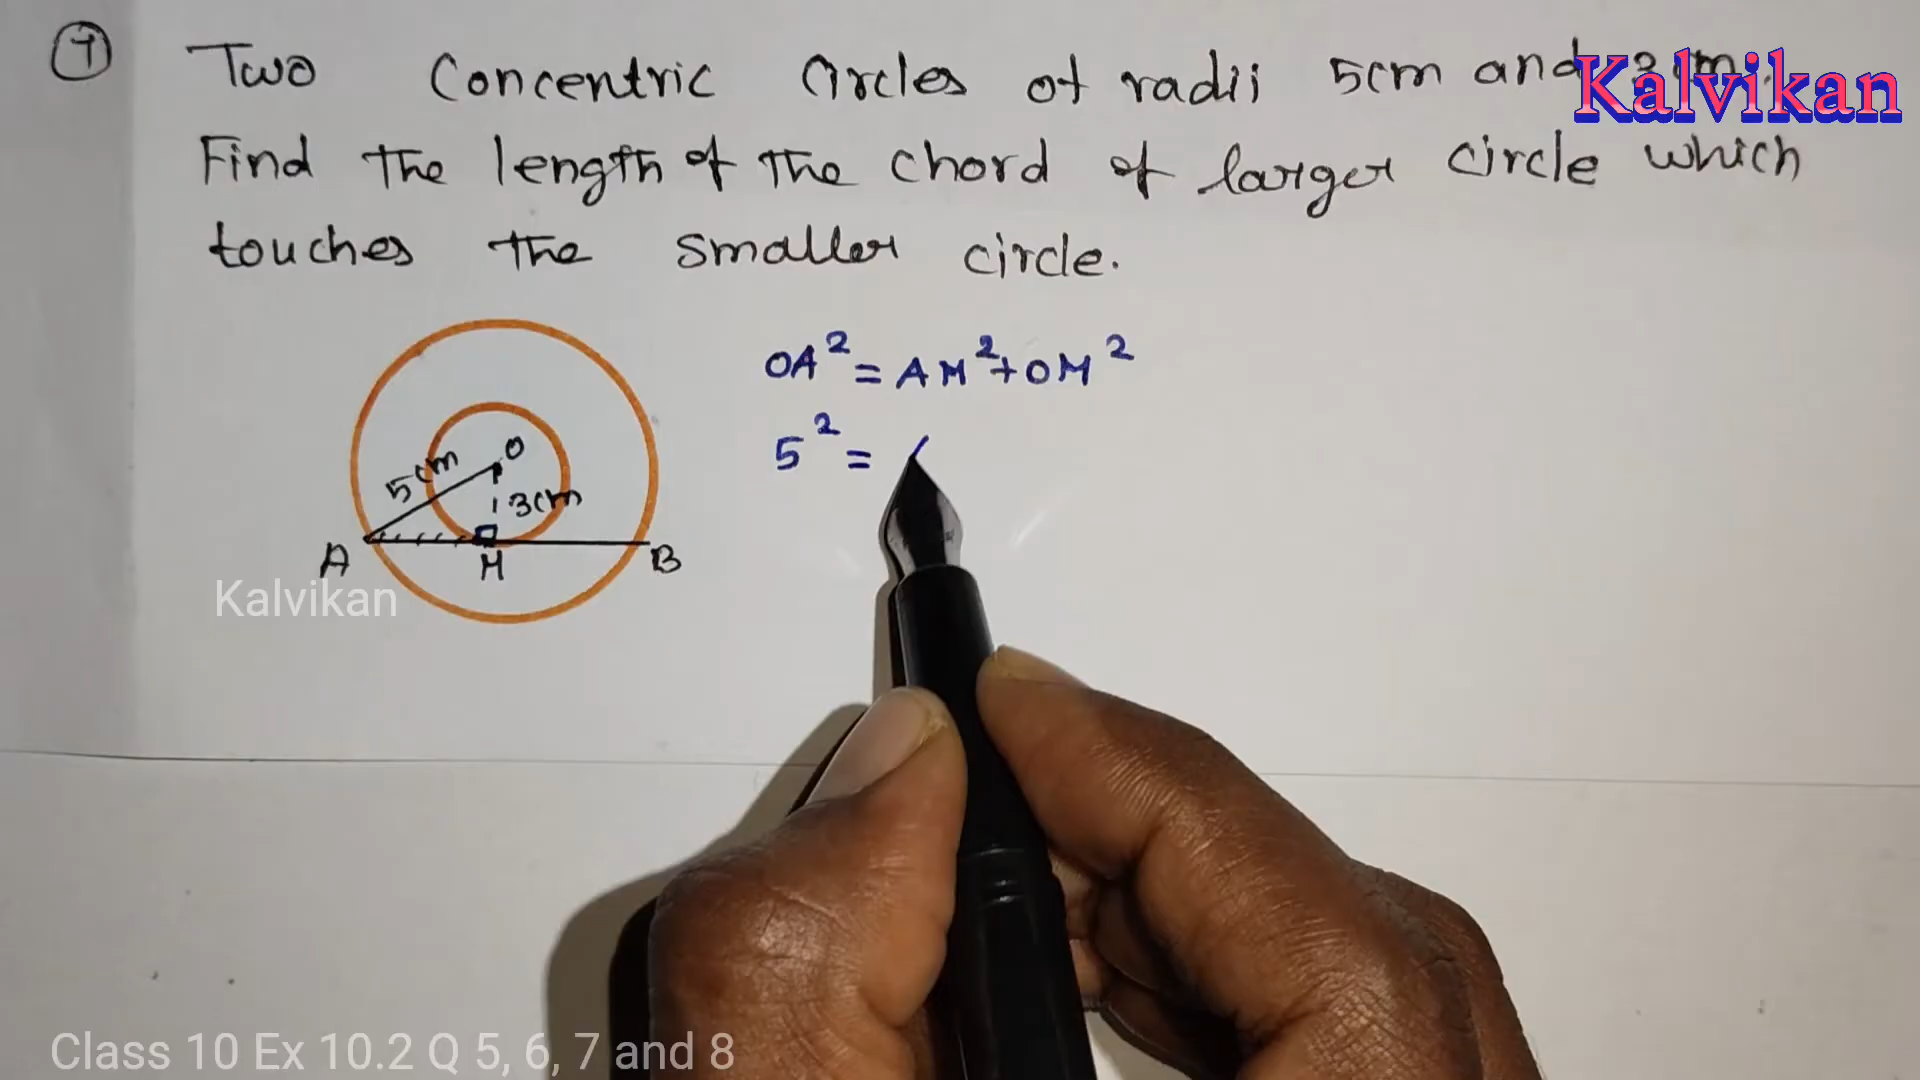 7
Two Concentric Circles of radii 5cm and 3cm.
Kalvikan
Find the length of the chord of larger circle which
touches the smaller circle.
OA² = AM² + OM²
5² =
O
5cm
3cm
A M B
Kalvikan
Class 10 Ex 10.2 Q 5, 6, 7 and 8